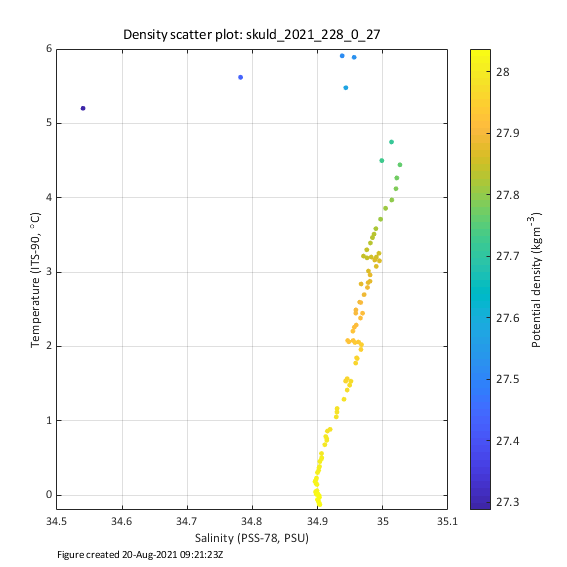 Density scatter plot: skuld_2021_228_0_27
6
5
4
3
2
1
0
Temperature (ITS-90, °C)
34.5 34.6 34.7 34.8 34.9 35 35.1
Salinity (PSS-78, PSU)
28
27.9
27.8
27.7
27.6
27.5
27.4
27.3
Potential density (kgm⁻³)
Figure created 20-Aug-2021 09:21:23Z